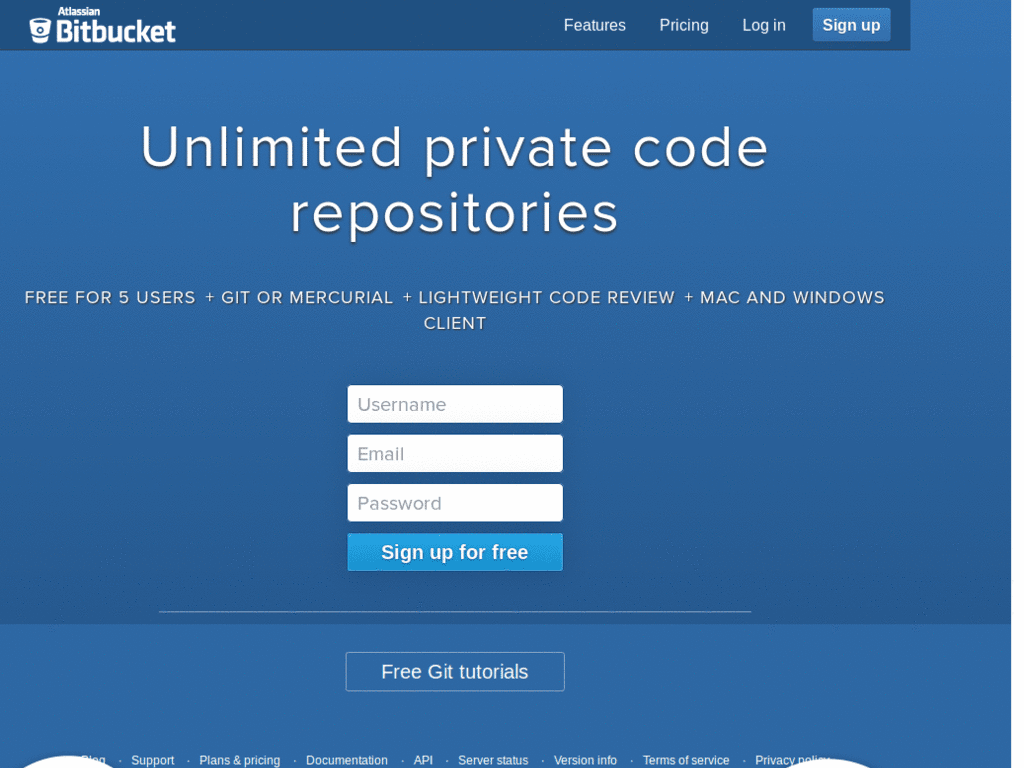 Atlassian
Bitbucket
Features Pricing Log in Sign up
Unlimited private code
repositories
FREE FOR 5 USERS + GIT OR MERCURIAL + LIGHTWEIGHT CODE REVIEW + MAC AND WINDOWS
CLIENT
Username
Email
Password
Sign up for free
Free Git tutorials
Blog · Support · Plans & pricing · Documentation · API · Server status · Version info · Terms of service · Privacy policy